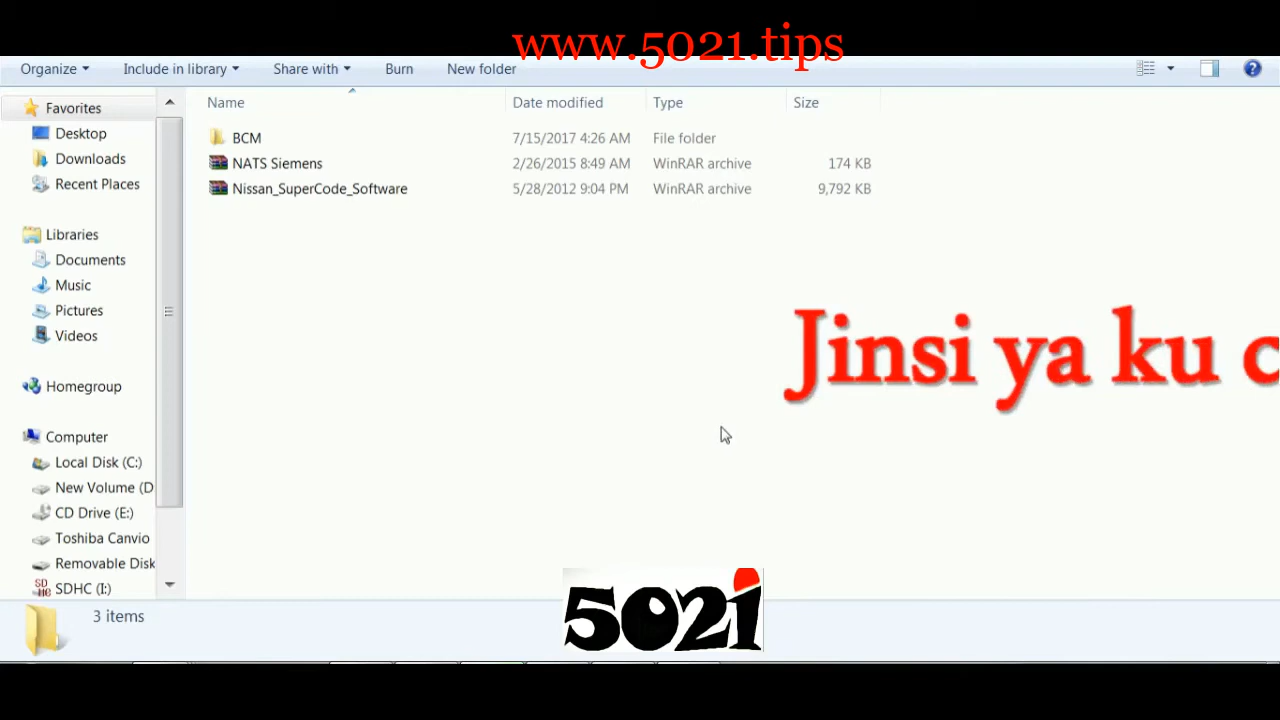 www.5021.tips
Organize Include in library Share with Burn New folder
Name Date modified Type Size
Favorites
Desktop
Downloads
Recent Places
Libraries
Documents
Music
Pictures
Videos
Homegroup
Computer
Local Disk (C:)
New Volume (D
CD Drive (E:)
Toshiba Canvio
Removable Disk
SDHC (I:)
BCM 7/15/2017 4:26 AM File folder
NATS Siemens 2/26/2015 8:49 AM WinRAR archive 174 KB
Nissan_SuperCode_Software 5/28/2012 9:04 PM WinRAR archive 9,792 KB
Jinsi ya ku
3 items
5021